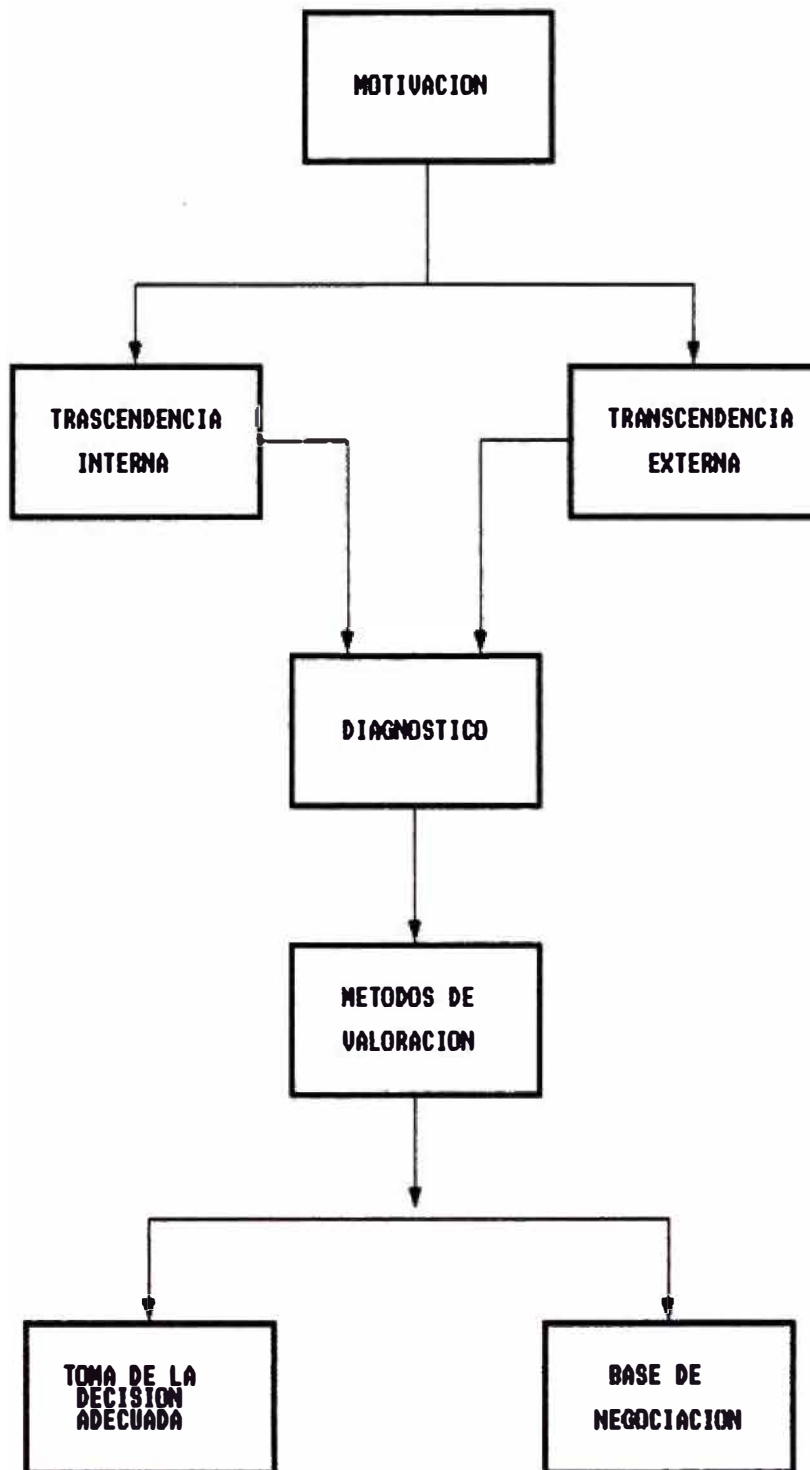 MOTIVACION
TRASCENDENCIA
INTERNA
TRANSCENDENCIA
EXTERNA
DIAGNOSTICO
METODOS DE
VALORACION
TOMA DE LA
DECISION
ADECUADA
BASE DE
NEGOCIACION